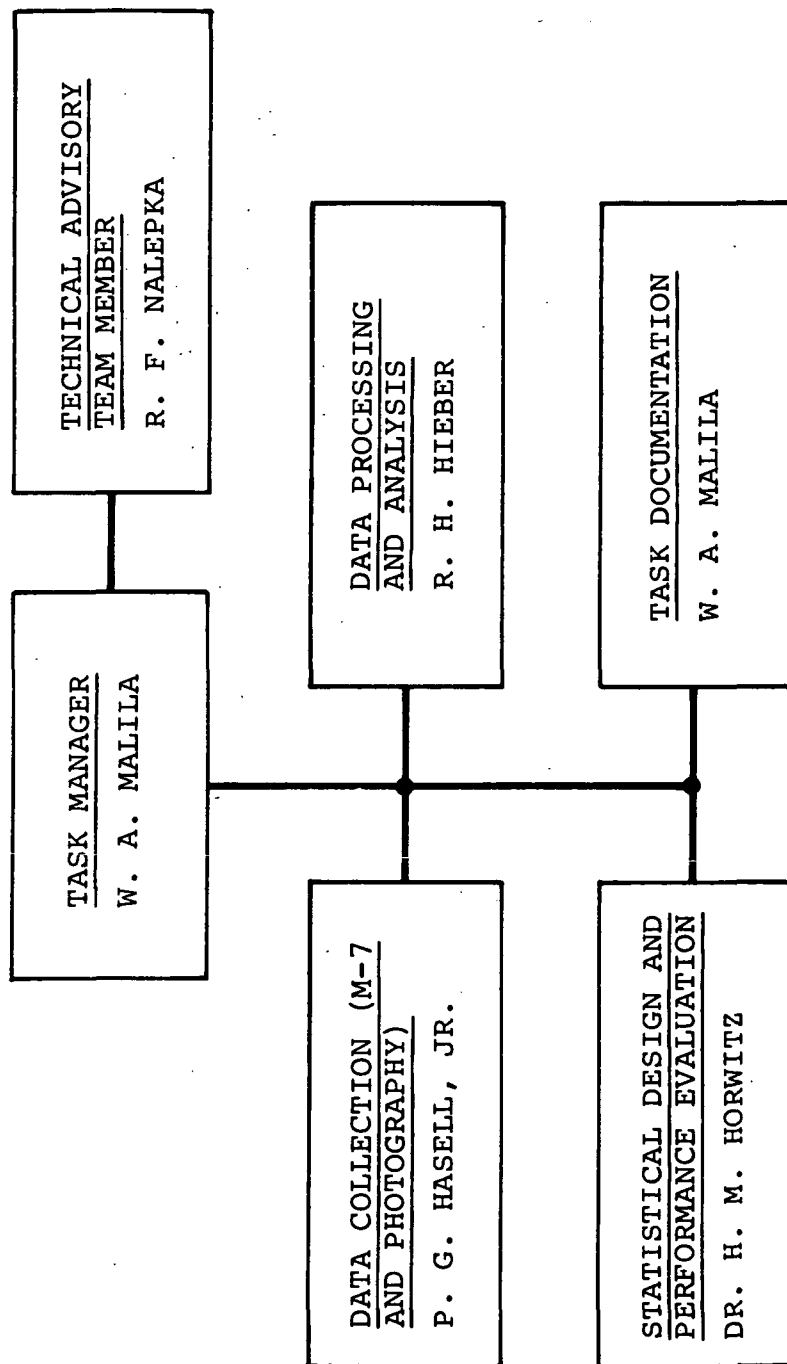 TASK MANAGER
W. A. MALILA
TECHNICAL ADVISORY
TEAM MEMBER
R. F. NALEPKA
DATA COLLECTION (M-7
AND PHOTOGRAPHY)
P. G. HASELL, JR.
DATA PROCESSING
AND ANALYSIS
R. H. HIEBER
STATISTICAL DESIGN AND
PERFORMANCE EVALUATION
DR. H. M. HORWITZ
TASK DOCUMENTATION
W. A. MALILA